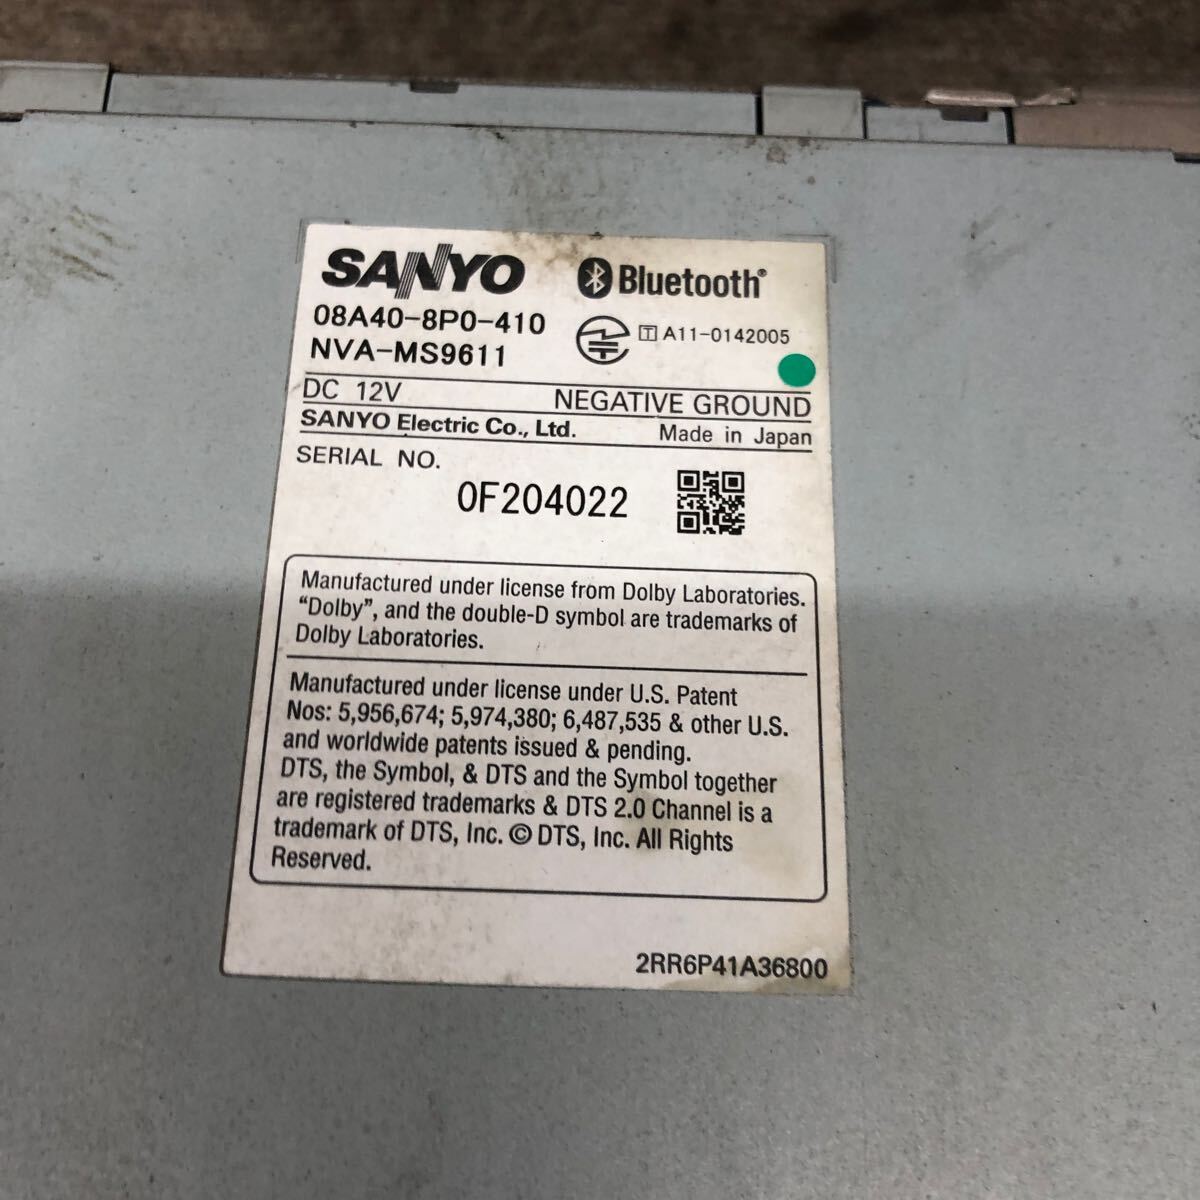 SANYO Bluetooth®
08A40-8P0-410
T A11-0142005
NVA-MS9611
DC 12V NEGATIVE GROUND
SANYO Electric Co., Ltd. Made in Japan
SERIAL NO.
0F204022
Manufactured under license from Dolby Laboratories.
“Dolby”, and the double-D symbol are trademarks of
Dolby Laboratories.
Manufactured under license under U.S. Patent
Nos: 5,956,674; 5,974,380; 6,487,535 & other U.S.
and worldwide patents issued & pending.
DTS, the Symbol, & DTS and the Symbol together
are registered trademarks & DTS 2.0 Channel is a
trademark of DTS, Inc. © DTS, Inc. All Rights
Reserved.
2RR6P41A36800